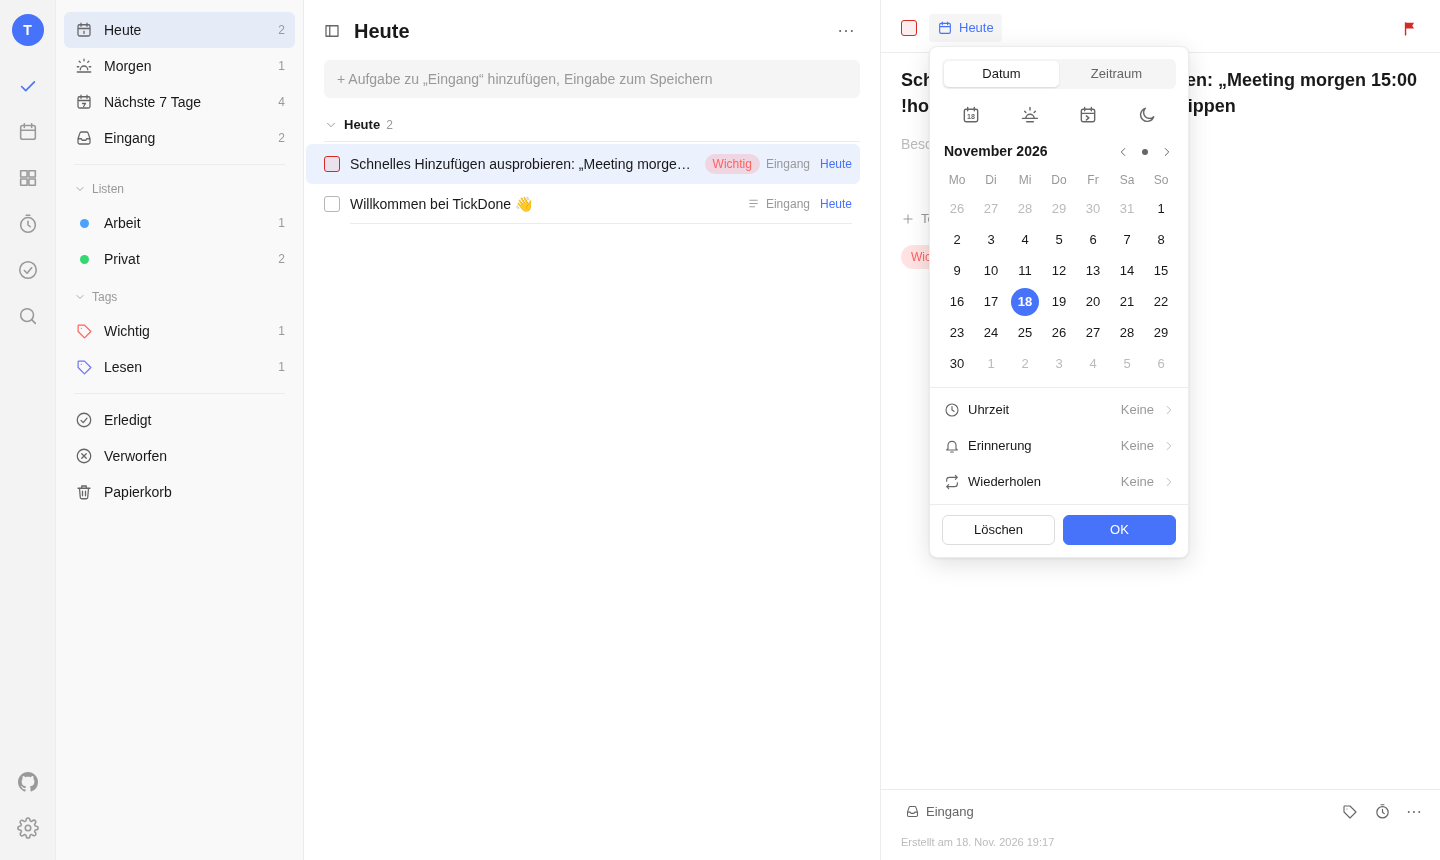 T
Heute 2
Morgen 1
Nächste 7 Tage 4
Eingang 2
Listen
Arbeit 1
Privat 2
Tags
Wichtig 1
Lesen 1
Erledigt
Verworfen
Papierkorb
Heute
+ Aufgabe zu „Eingang“ hinzufügen, Eingabe zum Speichern
Heute 2
Schnelles Hinzufügen ausprobieren: „Meeting morge… Wichtig Eingang Heute
Willkommen bei TickDone 👋 Eingang Heute
Heute
en: „Meeting morgen 15:00
ippen
Datum Zeitraum
18
November 2026
Mo Di Mi Do Fr Sa So
26 27 28 29 30 31 1
2 3 4 5 6 7 8
9 10 11 12 13 14 15
16 17 18 19 20 21 22
23 24 25 26 27 28 29
30 1 2 3 4 5 6
Uhrzeit Keine
Erinnerung Keine
Wiederholen Keine
Löschen OK
Eingang
Erstellt am 18. Nov. 2026 19:17